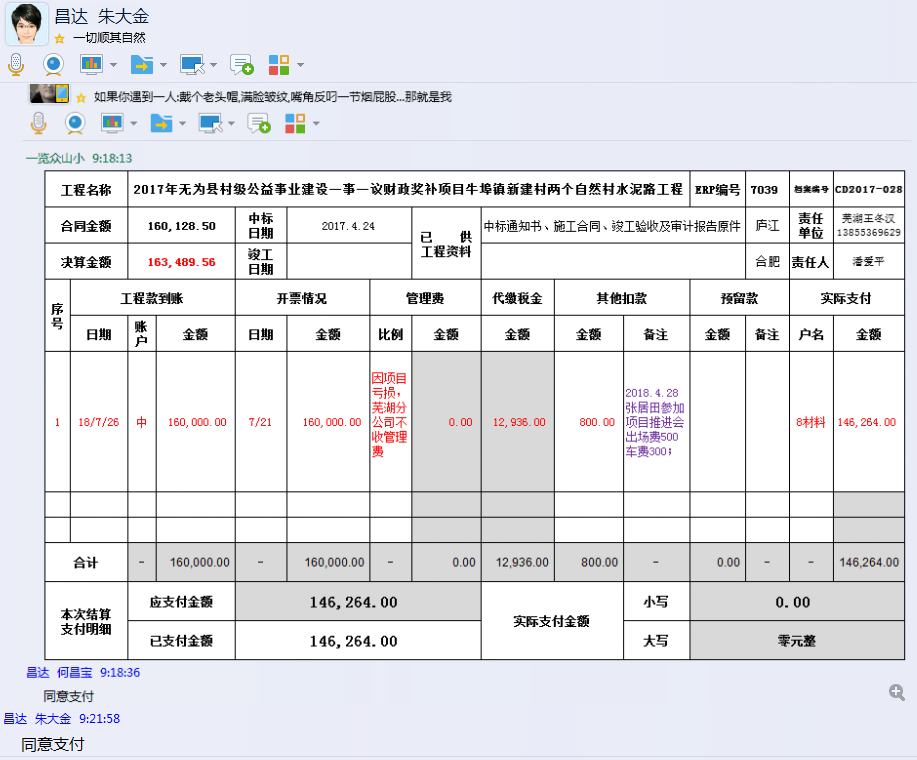 昌达 朱大金
一切顺其自然
如果你遇到一人:戴个老头帽,满脸皱纹,嘴角反叼一节烟屁股...那就是我
一览众山小 9:18:13
工程名称 2017年无为县村级公益事业建设一事一议财政奖补项目牛埠镇新建村两个自然村水泥路工程 ERP编号 7039 档案编号 CD2017-028
合同金额 160,128.50 中标日期 2017.4.24 已供工程资料 中标通知书、施工合同、竣工验收及审计报告原件 庐江 责任单位 芜湖王冬汉 13855369629
决算金额 163,489.56 竣工日期 合肥 责任人 潘爱平
序号 工程款到账 开票情况 管理费 代缴税金 其他扣款 预留款 实际支付
日期 账户 金额 日期 金额 比例 金额 金额 金额 备注 金额 备注 户名 金额
1 18/7/26 中 160,000.00 7/21 160,000.00 因项目亏损，芜湖分公司不收管理费 0.00 12,936.00 800.00 2018.4.28张居田参加项目推进会出场费500车费300； 8材料 146,264.00
合计 - 160,000.00 - 160,000.00 - 0.00 12,936.00 800.00 - 0.00 - - 146,264.00
本次结算支付明细 应支付金额 146,264.00 实际支付金额 小写 0.00
已支付金额 146,264.00 大写 零元整
昌达 何昌宝 9:18:36
同意支付
昌达 朱大金 9:21:58
同意支付